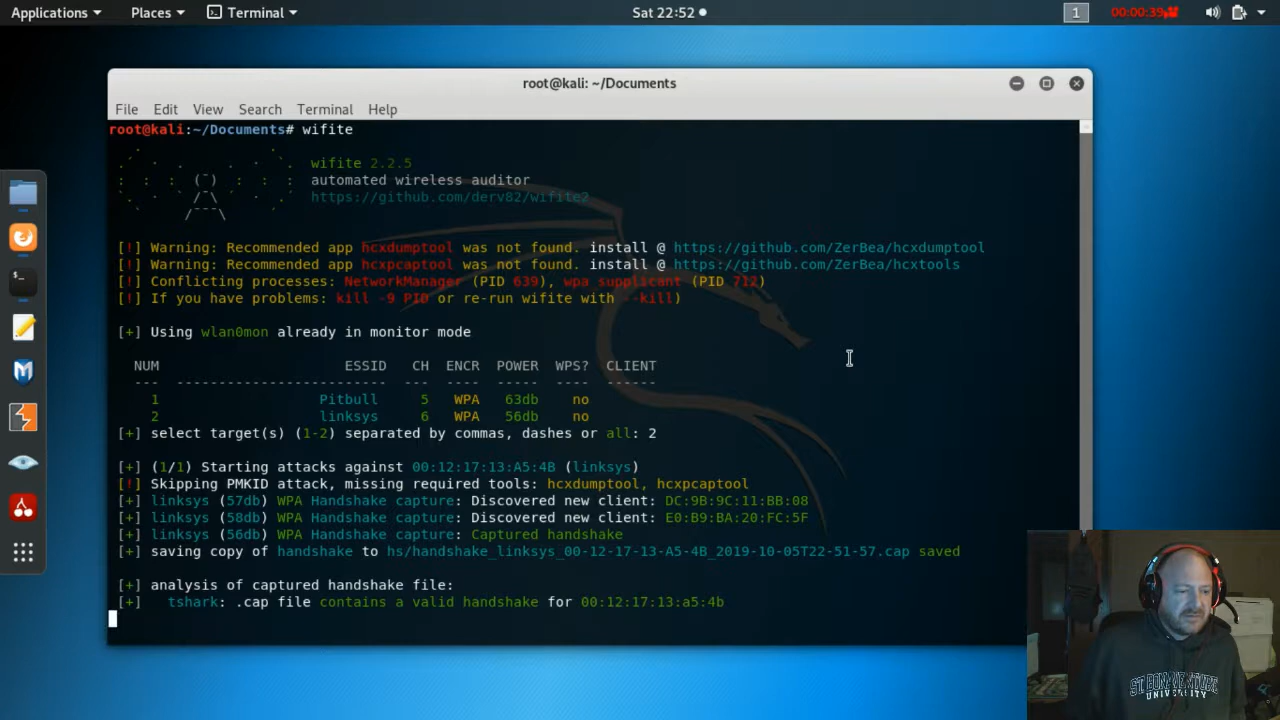 Applications Places Terminal Sat 22:52 1 00:00:39
root@kali: ~/Documents
File Edit View Search Terminal Help
root@kali:~/Documents# wifite
wifite 2.2.5
automated wireless auditor
https://github.com/derv82/wifite2
[!] Warning: Recommended app hcxdumptool was not found. install @ https://github.com/ZerBea/hcxdumptool
[!] Warning: Recommended app hcxpcaptool was not found. install @ https://github.com/ZerBea/hcxtools
[!] Conflicting processes: NetworkManager (PID 639), wpa_supplicant (PID 712)
[!] If you have problems: kill -9 PID or re-run wifite with --kill)
[+] Using wlan0mon already in monitor mode
NUM ESSID CH ENCR POWER WPS? CLIENT
--- ------------------------- --- ---- ----- ---- ------
1 Pitbull 5 WPA 63db no
2 linksys 6 WPA 56db no
[+] select target(s) (1-2) separated by commas, dashes or all: 2
[+] (1/1) Starting attacks against 00:12:17:13:A5:4B (linksys)
[!] Skipping PMKID attack, missing required tools: hcxdumptool, hcxpcaptool
[+] linksys (57db) WPA Handshake capture: Discovered new client: DC:9B:9C:11:BB:08
[+] linksys (58db) WPA Handshake capture: Discovered new client: E0:B9:BA:20:FC:5F
[+] linksys (56db) WPA Handshake capture: Captured handshake
[+] saving copy of handshake to hs/handshake_linksys_00-12-17-13-A5-4B_2019-10-05T22-51-57.cap saved
[+] analysis of captured handshake file:
[+] tshark: .cap file contains a valid handshake for 00:12:17:13:a5:4b
ST. BONAVENTURE
UNIVERSITY